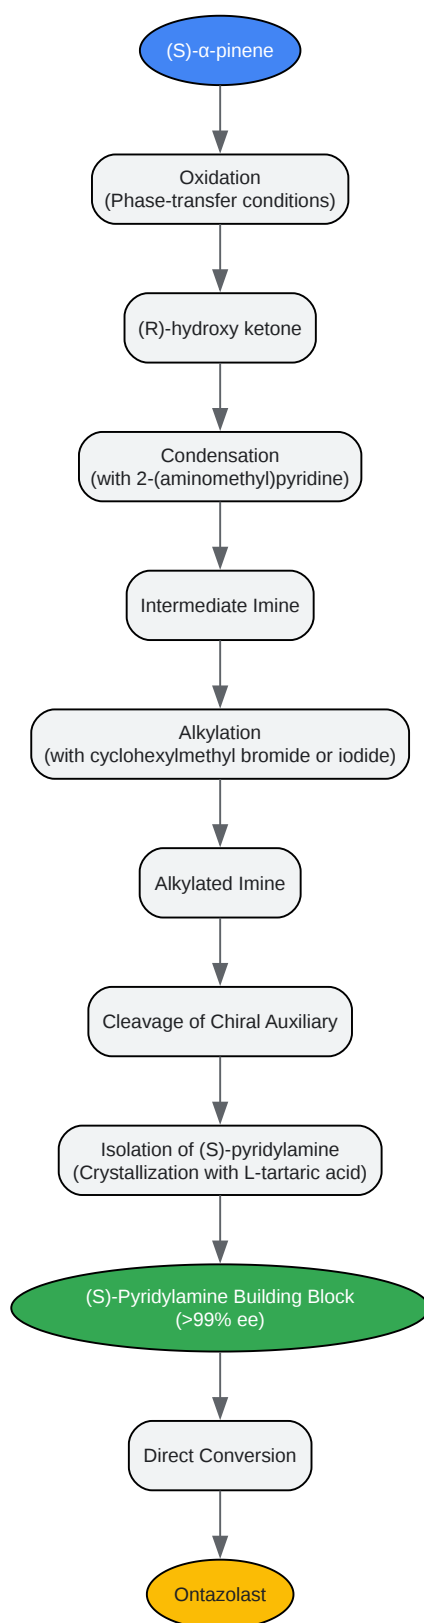 (S)-α-pinene
Oxidation
(Phase-transfer conditions)
(R)-hydroxy ketone
Condensation
(with 2-(aminomethyl)pyridine)
Intermediate Imine
Alkylation
(with cyclohexylmethyl bromide or iodide)
Alkylated Imine
Cleavage of Chiral Auxiliary
Isolation of (S)-pyridylamine
(Crystallization with L-tartaric acid)
(S)-Pyridylamine Building Block
(>99% ee)
Direct Conversion
Ontazolast